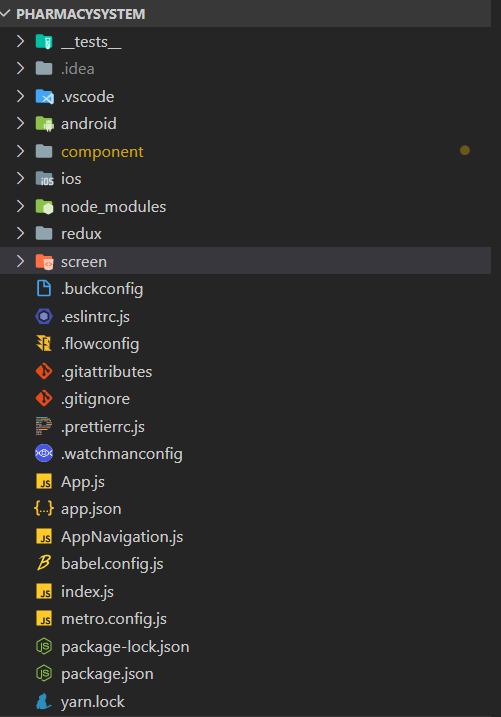 PHARMACYSYSTEM
__tests__
.idea
.vscode
android
component
ios
node_modules
redux
screen
.buckconfig
.eslintrc.js
.flowconfig
.gitattributes
.gitignore
.prettierrc.js
.watchmanconfig
App.js
app.json
AppNavigation.js
babel.config.js
index.js
metro.config.js
package-lock.json
package.json
yarn.lock